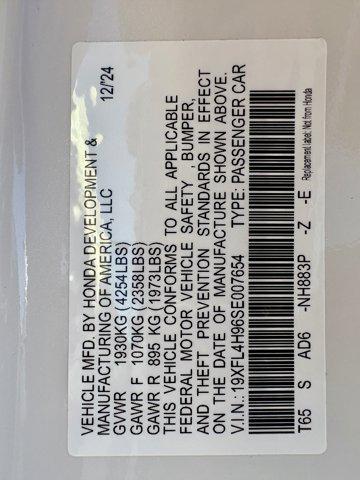 VEHICLE MFD. BY HONDA DEVELOPMENT &
MANUFACTURING OF AMERICA, LLC 12/'24
GVWR 1930KG (4254LBS)
GAWR F 1070KG (2358LBS)
GAWR R 895 KG (1973LBS)
THIS VEHICLE CONFORMS TO ALL APPLICABLE
FEDERAL MOTOR VEHICLE SAFETY , BUMPER,
AND THEFT PREVENTION STANDARDS IN EFFECT
ON THE DATE OF MANUFACTURE SHOWN ABOVE.
V.I.N.: 19XFL4H96SE007654 TYPE: PASSENGER CAR
T65 S AD6 -NH883P -Z -E
Replacement label. Not from Honda